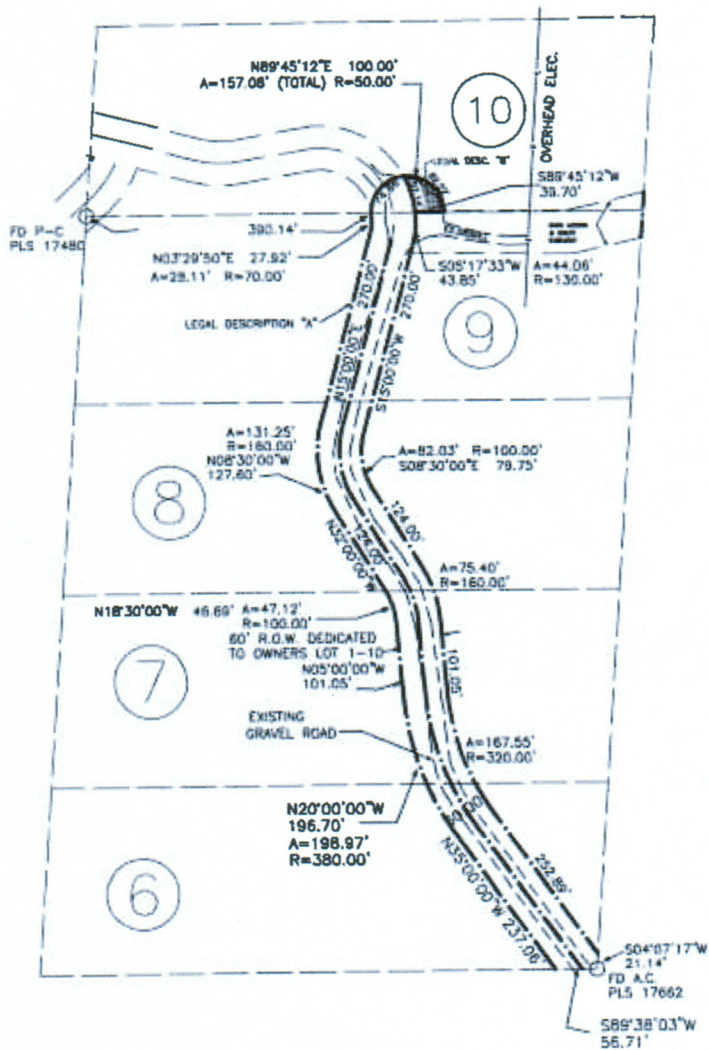 N89°45'12"E 100.00'
A=157.08' (TOTAL) R=50.00'
10
OVERHEAD ELEC.
LEGAL DESC. "B"
S89°45'12"W
39.70'
FD P-C
PLS 17480
390.14'
N03°29'50"E 27.92'
A=28.11' R=70.00'
S05°17'33"W
43.85'
A=44.06'
R=130.00'
LEGAL DESCRIPTION "A"
N15°00'00"E 270.00'
S15°00'00"W 270.00'
9
A=131.25'
R=160.00'
N08°30'00"W
127.60'
A=82.03' R=100.00'
S08°30'00"E 79.75'
8
N32°00'00"W
124.00'
124.00'
A=75.40'
R=160.00'
N18°30'00"W 46.69' A=47.12'
R=100.00'
60' R.O.W. DEDICATED
TO OWNERS LOT 1-10
N05°00'00"W
101.05'
101.05'
7
EXISTING
GRAVEL ROAD
A=167.55'
R=320.00'
N20°00'00"W
196.70'
A=198.97'
R=380.00'
6
N35°00'00"W 237.06'
252.89'
S04°07'17"W
21.14'
FD A.C.
PLS 17662
S89°38'03"W
56.71'